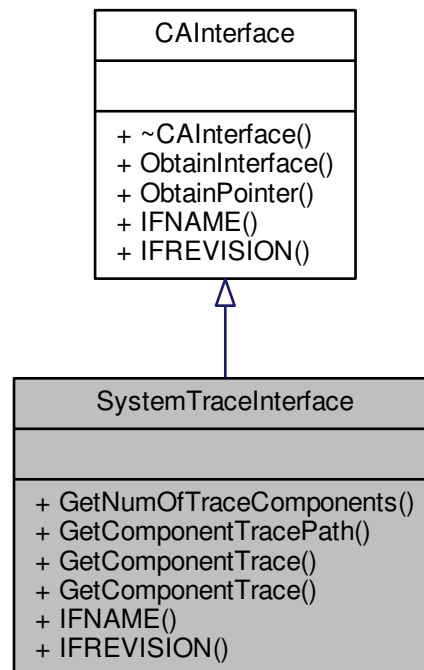 CAInterface
+ ~CAInterface()
+ ObtainInterface()
+ ObtainPointer()
+ IFNAME()
+ IFREVISION()
SystemTraceInterface
+ GetNumOfTraceComponents()
+ GetComponentTracePath()
+ GetComponentTrace()
+ GetComponentTrace()
+ IFNAME()
+ IFREVISION()